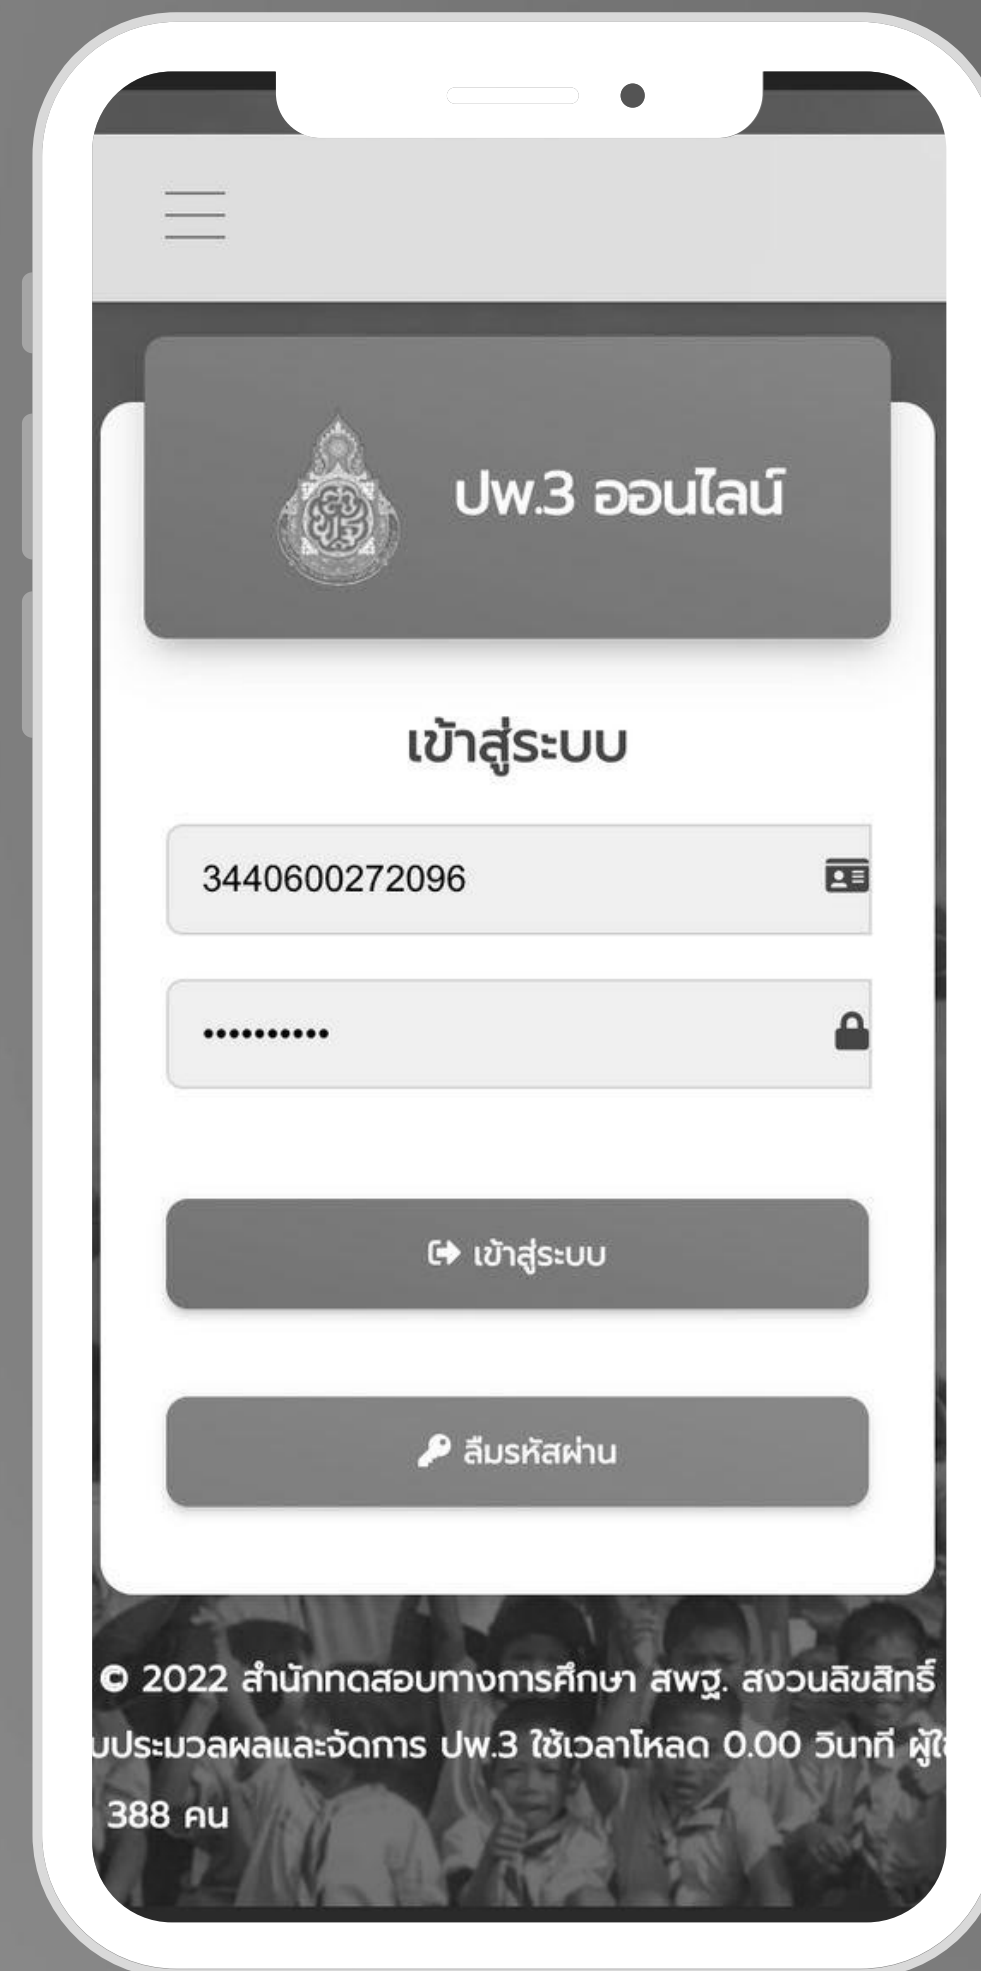 ปพ.3 ออนไลน์
เข้าสู่ระบบ
3440600272096
••••••••••
เข้าสู่ระบบ
ลืมรหัสผ่าน
© 2022 สำนักทดสอบทางการศึกษา สพฐ. สงวนลิขสิทธิ์
บประมวลผลและจัดการ ปพ.3 ใช้เวลาโหลด 0.00 วินาที
388 คน